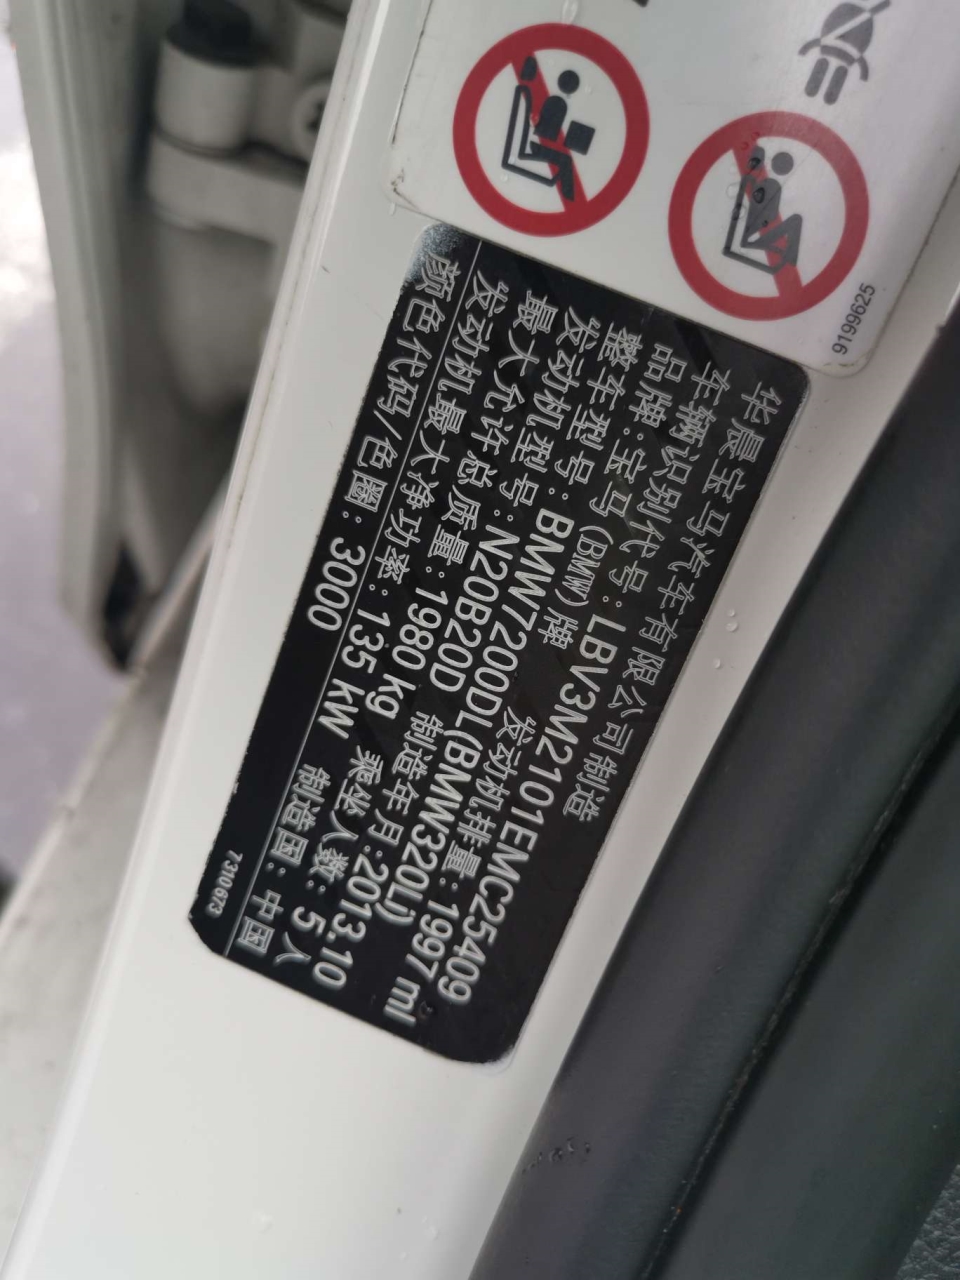 9199625
华晨宝马汽车有限公司制造
车辆识别代号：LBV3M2101EMC25409
品牌：宝马(BMW)牌 发动机排量：1997 ml
整车型号：BMW7200DL(BMW320Li)
发动机型号：N20B20D 制造年月：2013.10
最大允许总质量：1980 kg 乘坐人数：5 人
发动机最大净功率：135 kW 制造国：中国
颜色代码/色圈：3000
7310673